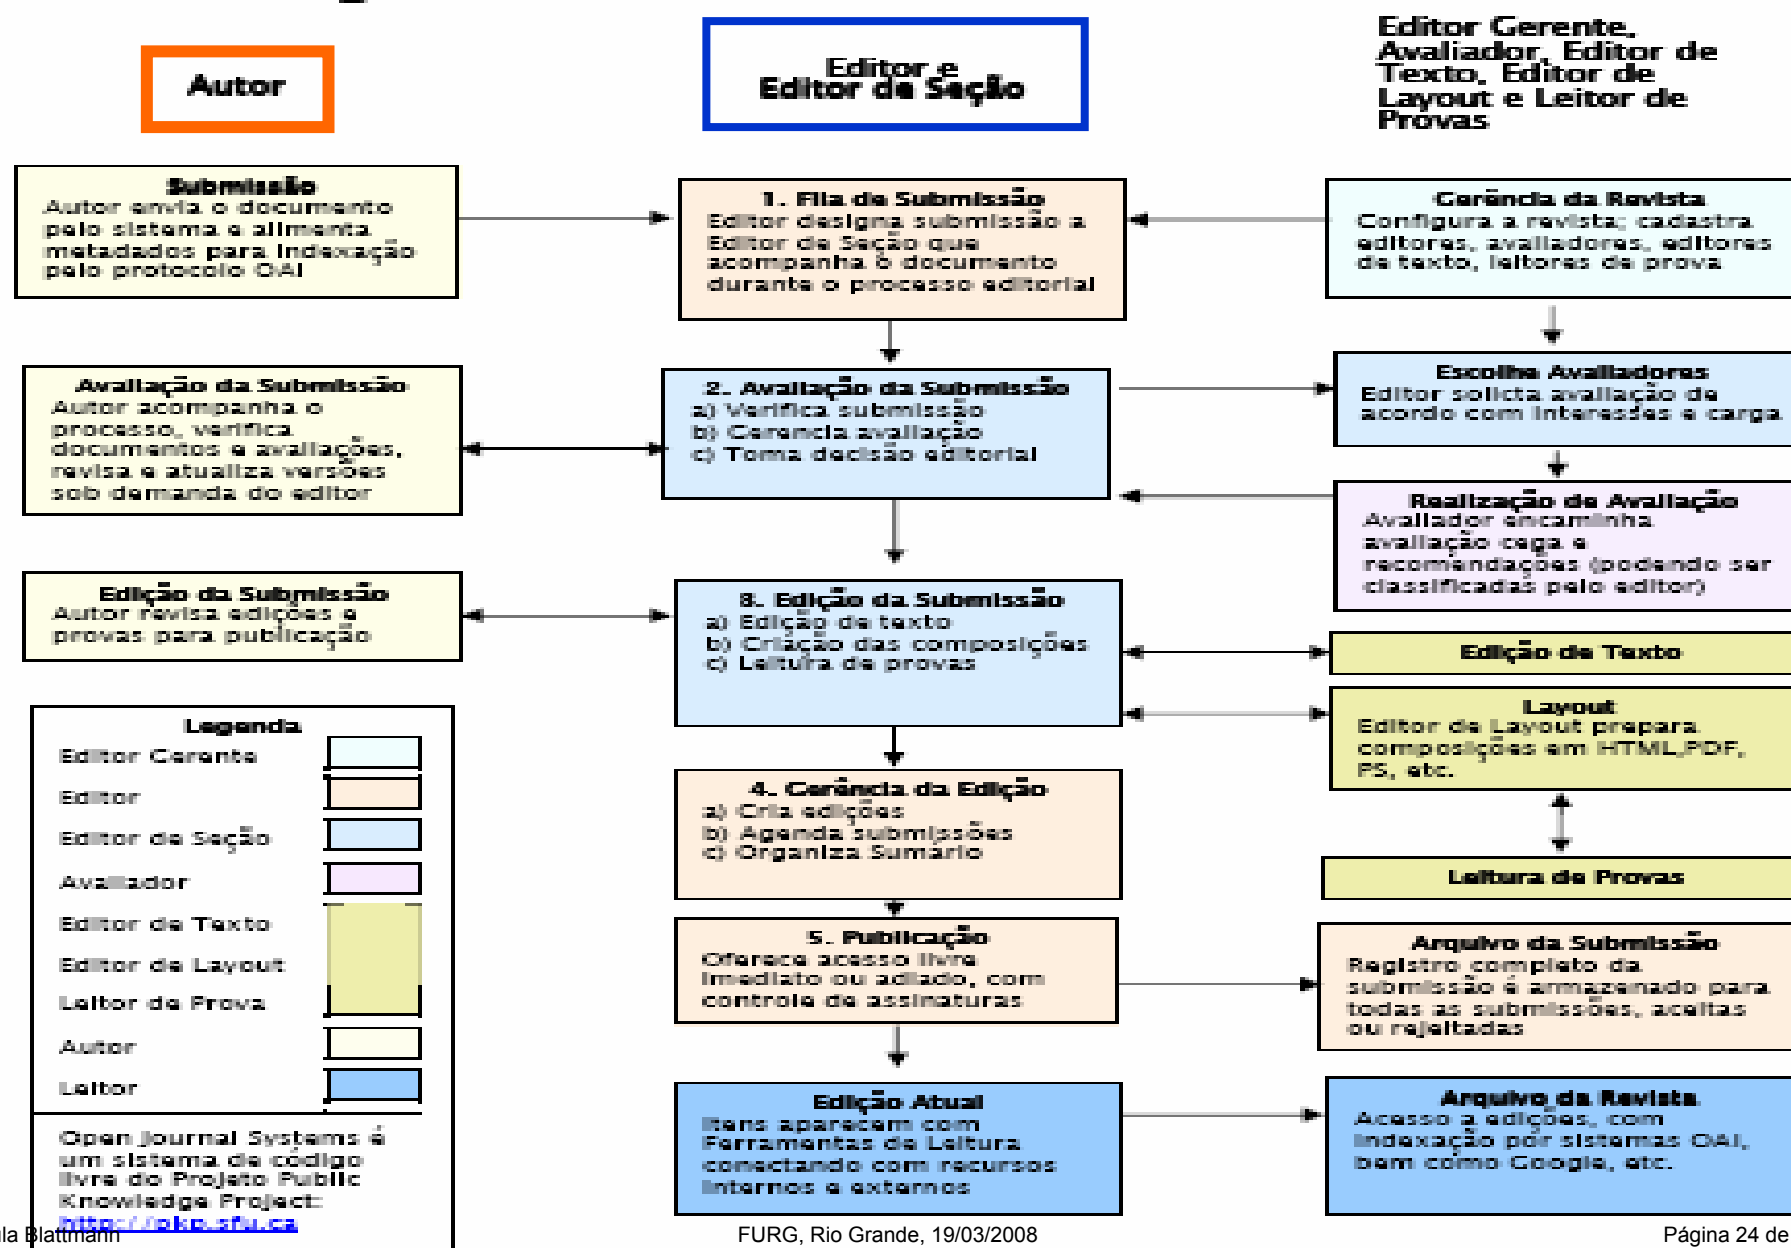 Autor
Editor e
Editor de Seção
Editor Gerente,
Avaliador, Editor de
Texto, Editor de
Layout e Leitor de
Provas
Submissão
Autor envia o documento
pelo sistema e alimenta
metadados para indexação
pelo protocolo OAI
1. Fila de Submissão
Editor designa submissão a
Editor de Seção que
acompanha o documento
durante o processo editorial
Gerência da Revista
Configura a revista; cadastra
editores, avaliadores, editores
de texto, leitores de prova
Avaliação da Submissão
Autor acompanha o
processo, verifica
documentos e avaliações,
revisa e atualiza versões
sob demanda do editor
2. Avaliação da Submissão
a) Verifica submissão
b) Gerencia avaliação
c) Toma decisão editorial
Escolhe Avaliadores
Editor solicta avaliação de
acordo com interesses e carga
Realização de Avaliação
Avaliador encaminha
avaliação cega e
recomendações (podendo ser
classificadas pelo editor)
Edição da Submissão
Autor revisa edições e
provas para publicação
3. Edição da Submissão
a) Edição de texto
b) Criação das composições
c) Leitura de provas
Edição de Texto
Layout
Editor de Layout prepara
composições em HTML,PDF,
PS, etc.
Leitura de Provas
4. Gerência da Edição
a) Cria edições
b) Agenda submissões
c) Organiza Sumário
5. Publicação
Oferece acesso livre
imediato ou adiado, com
controle de assinaturas
Arquivo da Submissão
Registro completo da
submissão é armazenado para
todas as submissões, aceitas
ou rejeitadas
Edição Atual
Itens aparecem com
Ferramentas de Leitura
conectando com recursos
internos e externos
Arquivo da Revista
Acesso a edições, com
indexação por sistemas OAI,
bem como Google, etc.
Legenda
Editor Gerente
Editor
Editor de Seção
Avaliador
Editor de Texto
Editor de Layout
Leitor de Prova
Autor
Leitor
Open Journal Systems é
um sistema de código
livre do Projeto Public
Knowledge Project:
http://pkp.sfu.ca
la Blattmann
FURG, Rio Grande, 19/03/2008
Página 24 de